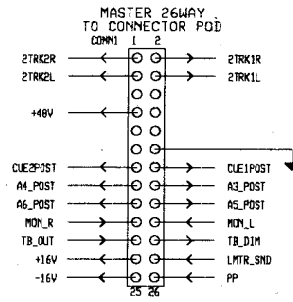 MASTER 26WAY
TO CONNECTOR POD
CONN1 1 2
2TRK2R 2TRK1R
2TRK2L 2TRK1L
+48V
CUE2POST CUE1POST
A4_POST A3_POST
A6_POST A5_POST
MON_R MON_L
TB_OUT TB_DIM
+16V LMTR_SND
-16V PP
25 26